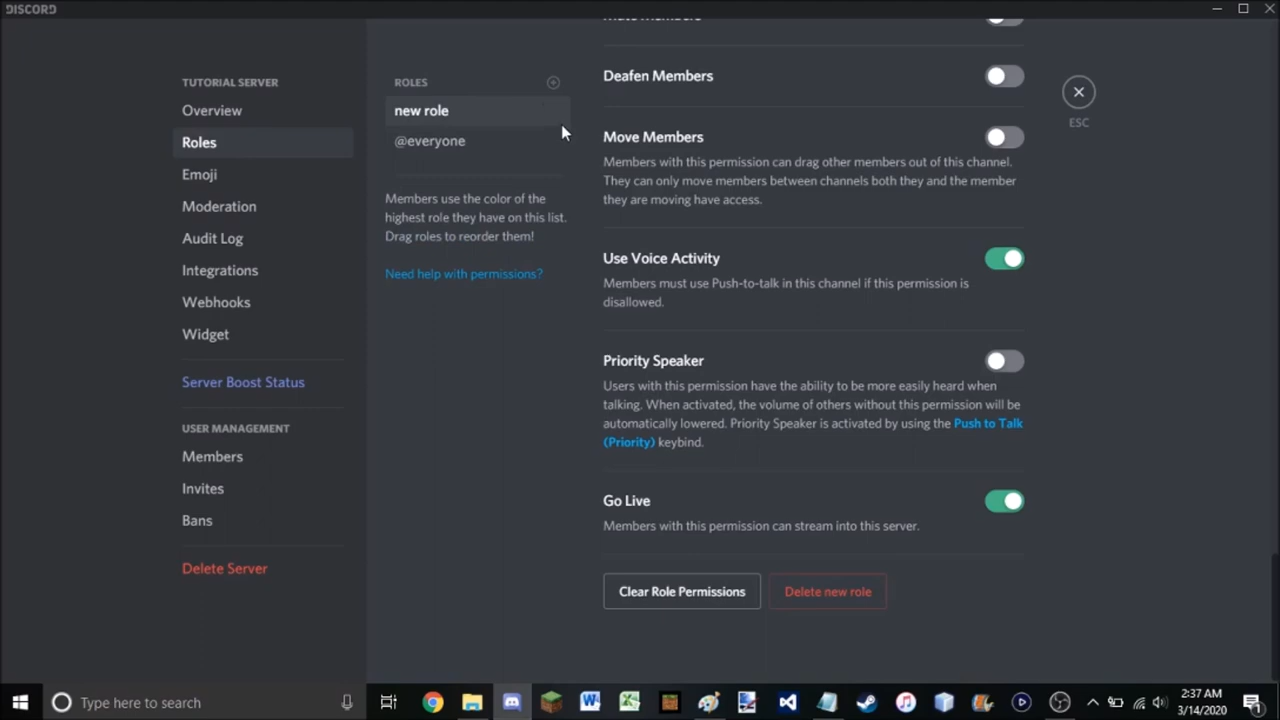 DISCORD
TUTORIAL SERVER
Overview
Roles
Emoji
Moderation
Audit Log
Integrations
Webhooks
Widget
Server Boost Status
USER MANAGEMENT
Members
Invites
Bans
Delete Server
ROLES
new role
@everyone
Members use the color of the
highest role they have on this list.
Drag roles to reorder them!
Need help with permissions?
Mute Members
Deafen Members
Move Members
Members with this permission can drag other members out of this channel.
They can only move members between channels both they and the member
they are moving have access.
Use Voice Activity
Members must use Push-to-talk in this channel if this permission is
disallowed.
Priority Speaker
Users with this permission have the ability to be more easily heard when
talking. When activated, the volume of others without this permission will be
automatically lowered. Priority Speaker is activated by using the Push to Talk
(Priority) keybind.
Go Live
Members with this permission can stream into this server.
Clear Role Permissions
Delete new role
ESC
Type here to search
2:37 AM
3/14/2020
1